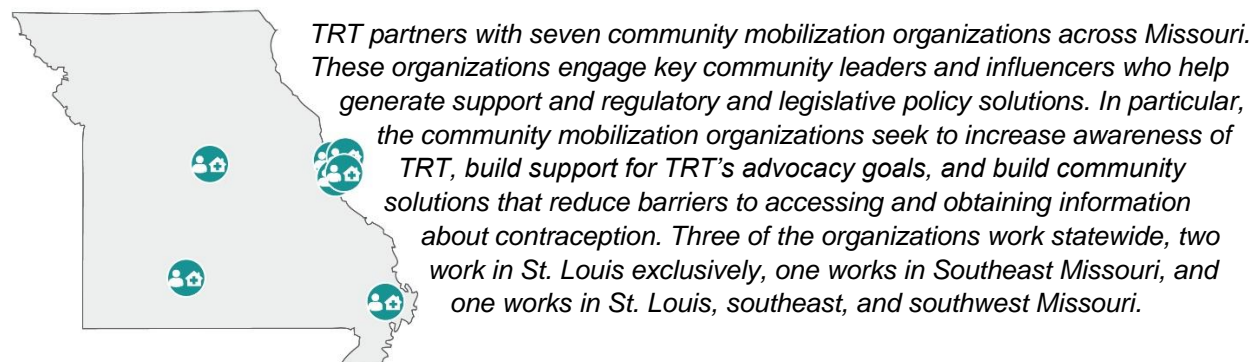 TRT partners with seven community mobilization organizations across Missouri.
These organizations engage key community leaders and influencers who help
generate support and regulatory and legislative policy solutions. In particular,
the community mobilization organizations seek to increase awareness of
TRT, build support for TRT’s advocacy goals, and build community
solutions that reduce barriers to accessing and obtaining information
about contraception. Three of the organizations work statewide, two
work in St. Louis exclusively, one works in Southeast Missouri, and
one works in St. Louis, southeast, and southwest Missouri.